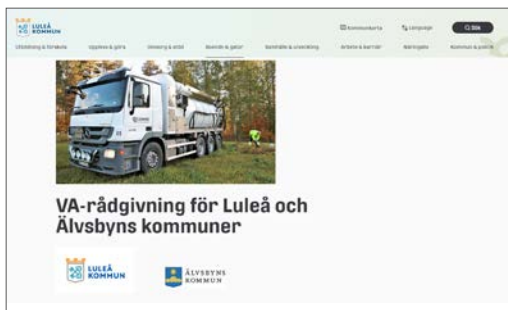 LULEÅ
KOMMUN
Kommunkarta
Language
Sök
Utbildning & förskola
Uppleva & göra
Omsorg & stöd
Boende & gator
Samhälle & utveckling
Arbete & karriär
Näringsliv
Kommun & politik
VA-rådgivning för Luleå och
Älvsbyns kommuner
LULEÅ
KOMMUN
ÄLVSBYNS
KOMMUN